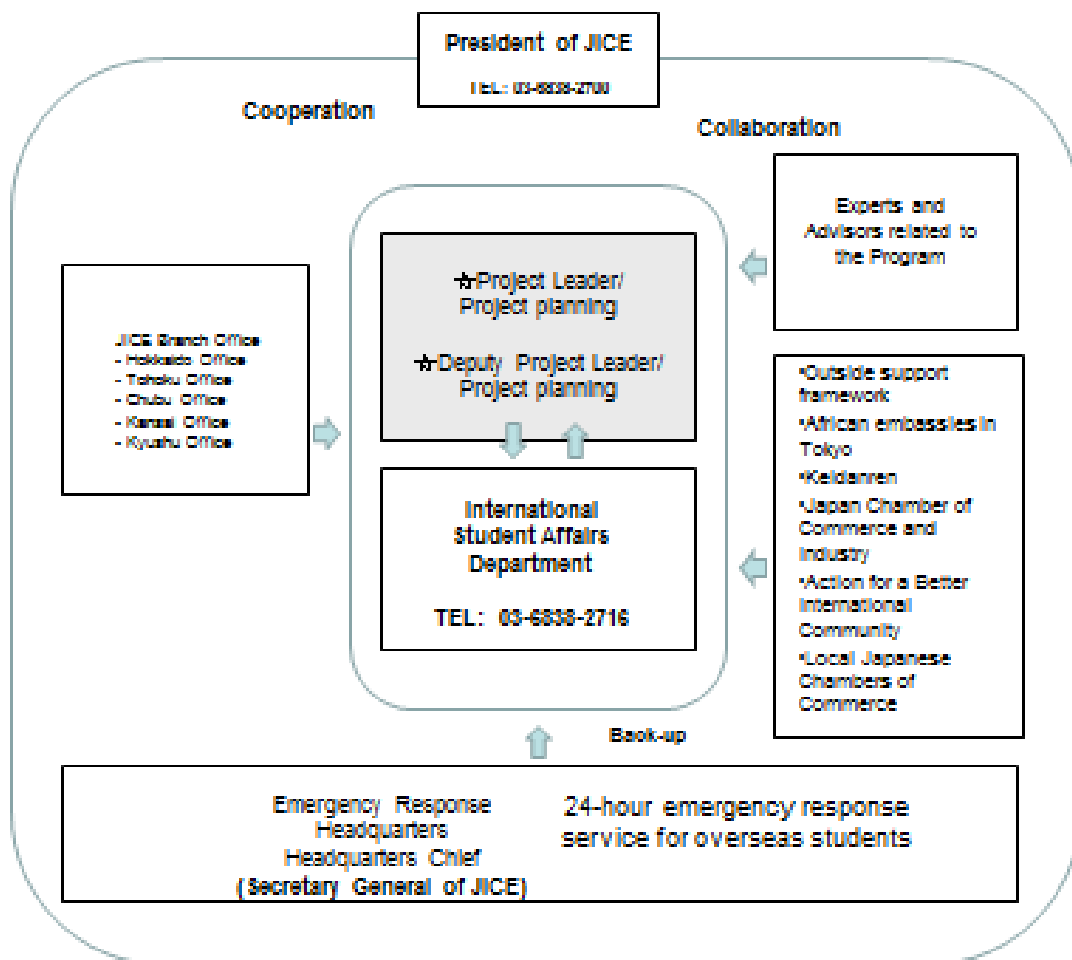 President of JICE
TEL: 03-6838-2700
Cooperation
Collaboration
Experts and
Advisors related to
the Program
☆Project Leader/
Project planning
☆Deputy Project Leader/
Project planning
JICE Branch Office
- Hokkaido Office
- Tohoku Office
- Chubu Office
- Kansai Office
- Kyushu Office
International
Student Affairs
Department
TEL: 03-6838-2716
•Outside support
framework
•African embassies in
Tokyo
•Keidanren
•Japan Chamber of
Commerce and
Industry
•Action for a Better
International
Community
•Local Japanese
Chambers of
Commerce
Back-up
Emergency Response
Headquarters
Headquarters Chief
(Secretary General of JICE)
24-hour emergency response
service for overseas students